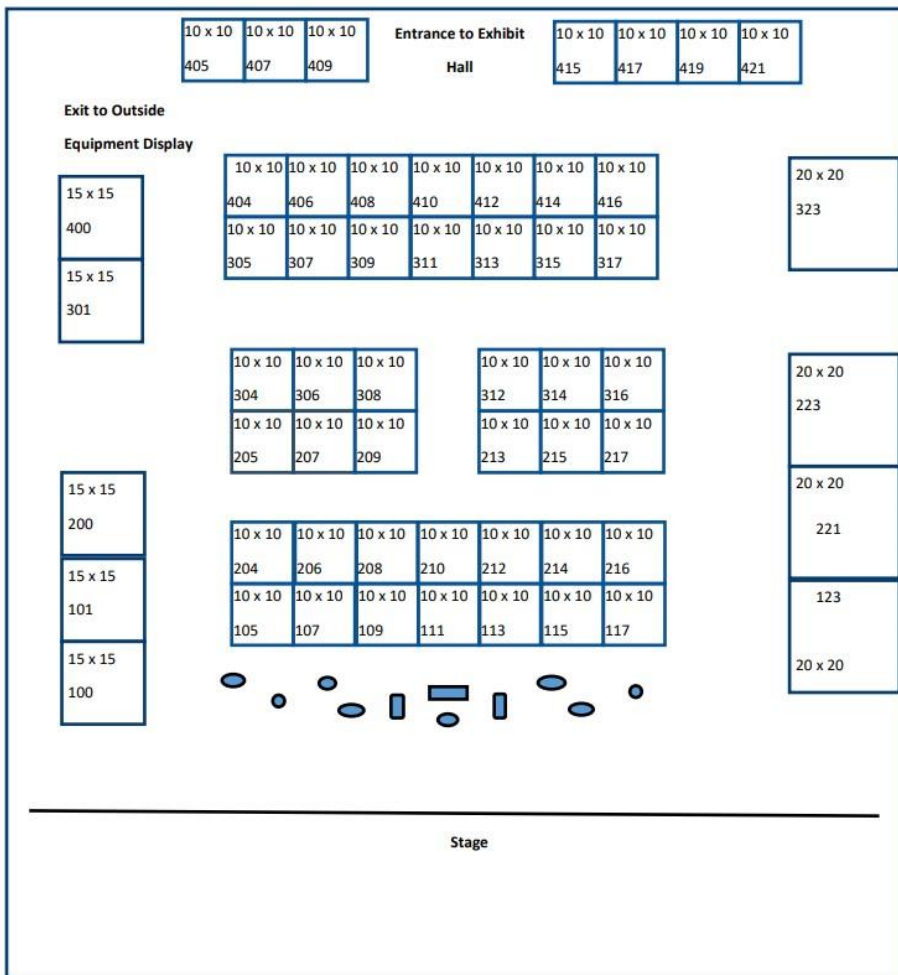 10 x 10 10 x 10 10 x 10 Entrance to Exhibit 10 x 10 10 x 10 10 x 10 10 x 10
405 407 409 Hall 415 417 419 421
Exit to Outside
Equipment Display
10 x 10 10 x 10 10 x 10 10 x 10 10 x 10 10 x 10 10 x 10
404 406 408 410 412 414 416
10 x 10 10 x 10 10 x 10 10 x 10 10 x 10 10 x 10 10 x 10
305 307 309 311 313 315 317
15 x 15
400
15 x 15
301
20 x 20
323
10 x 10 10 x 10 10 x 10 10 x 10 10 x 10 10 x 10
304 306 308 312 314 316
10 x 10 10 x 10 10 x 10 10 x 10 10 x 10 10 x 10
205 207 209 213 215 217
20 x 20
223
20 x 20
221
123
20 x 20
15 x 15
200
15 x 15
101
15 x 15
100
10 x 10 10 x 10 10 x 10 10 x 10 10 x 10 10 x 10 10 x 10
204 206 208 210 212 214 216
10 x 10 10 x 10 10 x 10 10 x 10 10 x 10 10 x 10 10 x 10
105 107 109 111 113 115 117
Stage